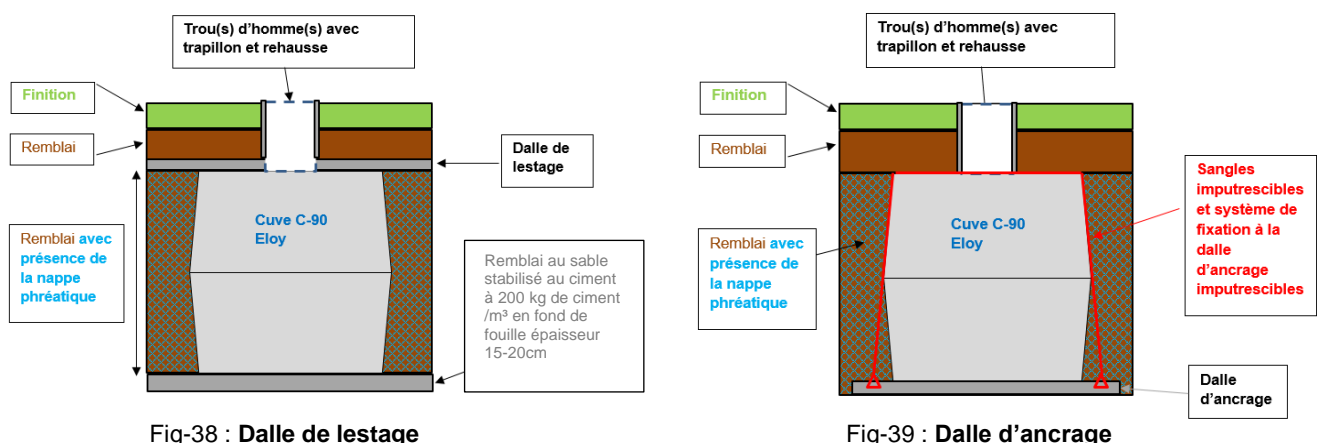 Trou(s) d'homme(s) avec
trapillon et rehausse
Finition
Remblai
Dalle de
lestage
Cuve C-90
Eloy
Remblai avec
présence de
la nappe
phréatique
Remblai au sable
stabilisé au ciment
à 200 kg de ciment
/m³ en fond de
fouille épaisseur
15-20cm
Fig-38 : Dalle de lestage
Trou(s) d'homme(s) avec
trapillon et rehausse
Finition
Remblai
Sangles
imputrescibles
et système de
fixation à la
dalle
d'ancrage
imputrescibles
Cuve C-90
Eloy
Remblai avec
présence de
la nappe
phréatique
Dalle
d'ancrage
Fig-39 : Dalle d'ancrage